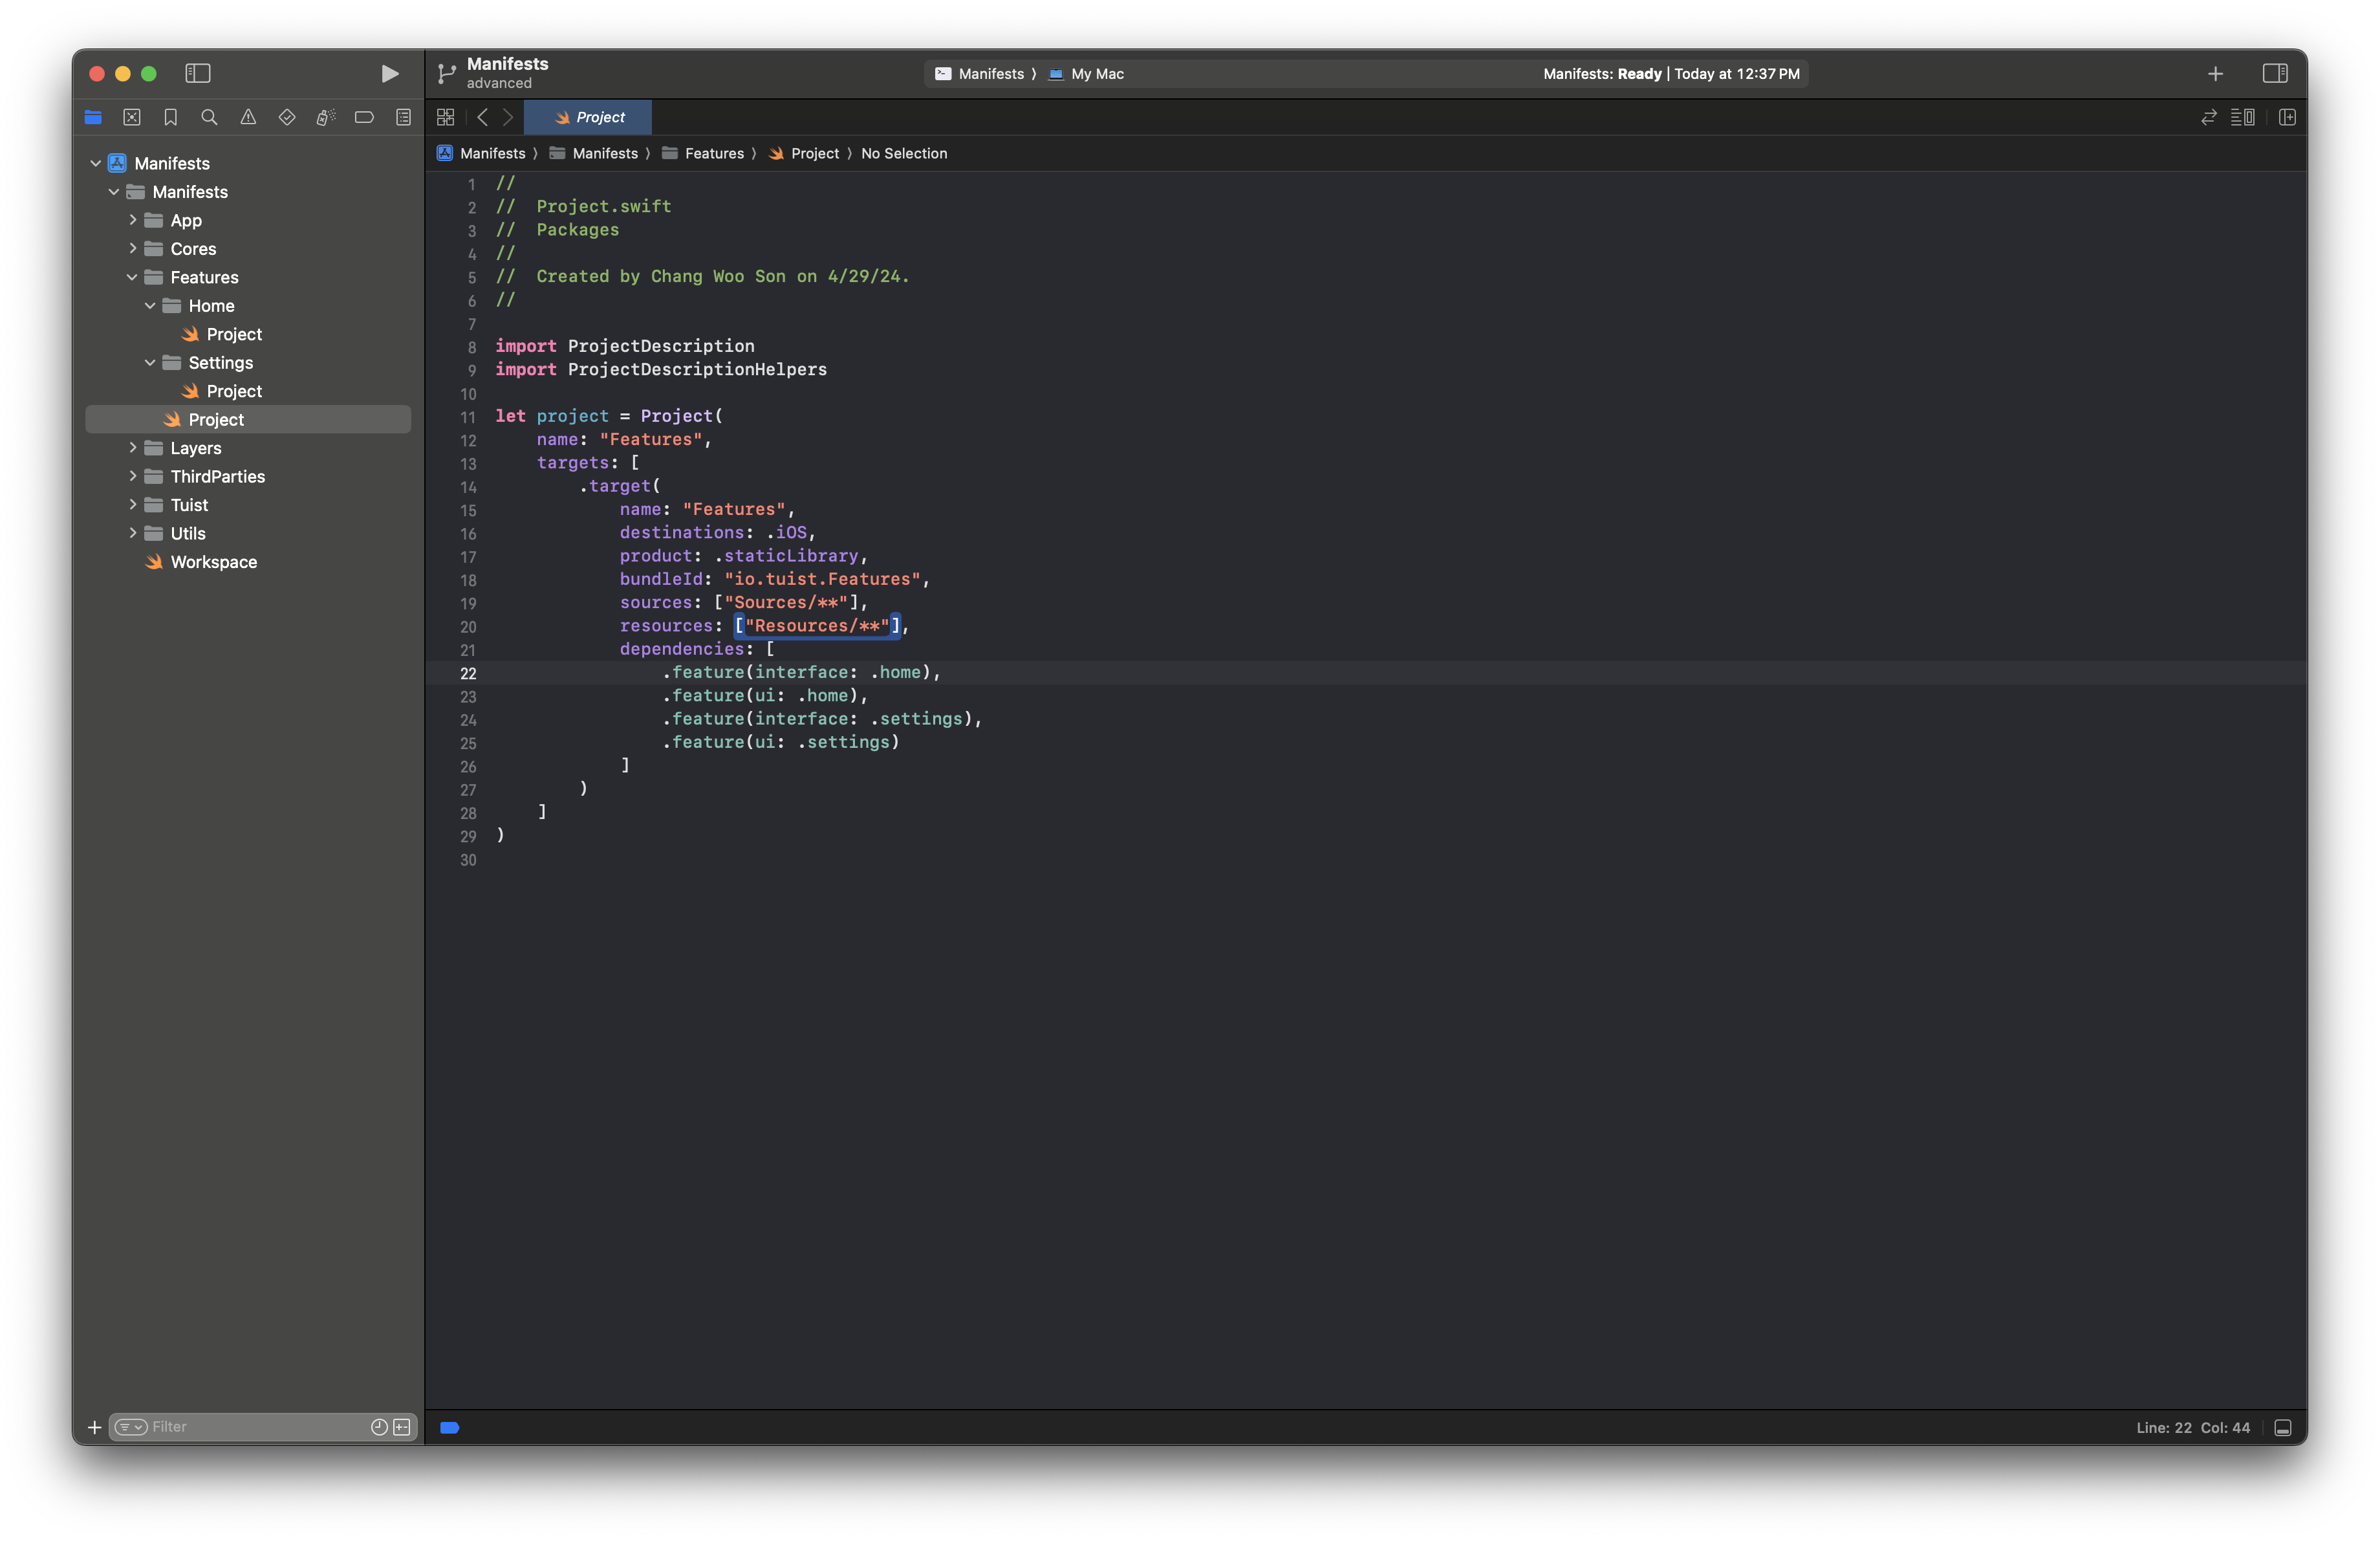 Manifests
advanced
Manifests 〉 My Mac
Manifests: Ready | Today at 12:37 PM
Project
Manifests 〉 Manifests 〉 Features 〉 Project 〉 No Selection
Manifests
Manifests
App
Cores
Features
Home
Project
Settings
Project
Project
Layers
ThirdParties
Tuist
Utils
Workspace
Filter
1 //
2 //  Project.swift
3 //  Packages
4 //
5 //  Created by Chang Woo Son on 4/29/24.
6 //
7
8 import ProjectDescription
9 import ProjectDescriptionHelpers
10
11 let project = Project(
12     name: "Features",
13     targets: [
14         .target(
15             name: "Features",
16             destinations: .iOS,
17             product: .staticLibrary,
18             bundleId: "io.tuist.Features",
19             sources: ["Sources/**"],
20             resources: ["Resources/**"],
21             dependencies: [
22                 .feature(interface: .home),
23                 .feature(ui: .home),
24                 .feature(interface: .settings),
25                 .feature(ui: .settings)
26             ]
27         )
28     ]
29 )
30
Line: 22 Col: 44